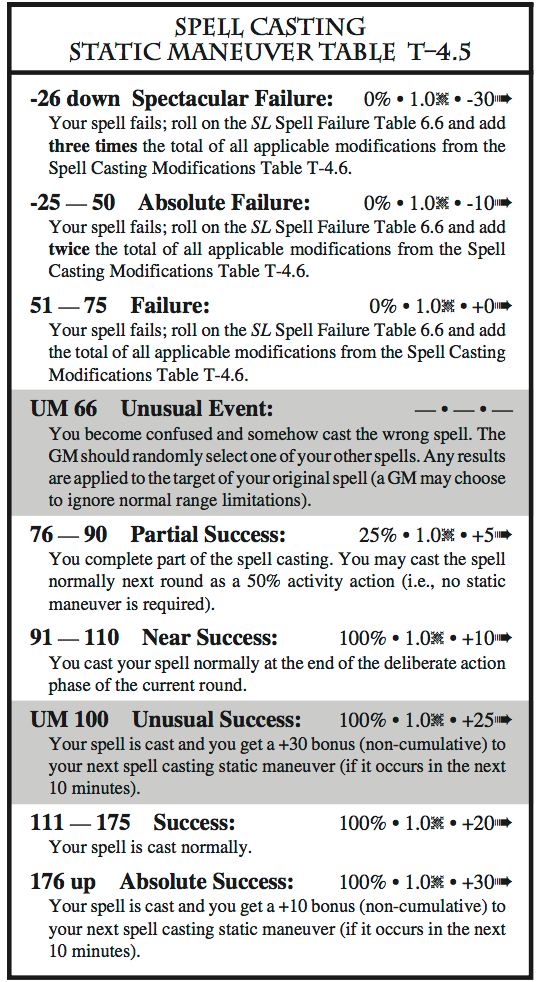 SPELL CASTING
STATIC MANEUVER TABLE T–4.5
-26 down Spectacular Failure: 0% • 1.0※ • -30➠
Your spell fails; roll on the SL Spell Failure Table 6.6 and add
three times the total of all applicable modifications from the
Spell Casting Modifications Table T-4.6.
-25 — 50 Absolute Failure: 0% • 1.0※ • -10➠
Your spell fails; roll on the SL Spell Failure Table 6.6 and add
twice the total of all applicable modifications from the Spell
Casting Modifications Table T-4.6.
51 — 75 Failure: 0% • 1.0※ • +0➠
Your spell fails; roll on the SL Spell Failure Table 6.6 and add
the total of all applicable modifications from the Spell Casting
Modifications Table T-4.6.
UM 66 Unusual Event: — • — • —
You become confused and somehow cast the wrong spell. The
GM should randomly select one of your other spells. Any results
are applied to the target of your original spell (a GM may choose
to ignore normal range limitations).
76 — 90 Partial Success: 25% • 1.0※ • +5➠
You complete part of the spell casting. You may cast the spell
normally next round as a 50% activity action (i.e., no static
maneuver is required).
91 — 110 Near Success: 100% • 1.0※ • +10➠
You cast your spell normally at the end of the deliberate action
phase of the current round.
UM 100 Unusual Success: 100% • 1.0※ • +25➠
Your spell is cast and you get a +30 bonus (non-cumulative) to
your next spell casting static maneuver (if it occurs in the next
10 minutes).
111 — 175 Success: 100% • 1.0※ • +20➠
Your spell is cast normally.
176 up Absolute Success: 100% • 1.0※ • +30➠
Your spell is cast and you get a +10 bonus (non-cumulative) to
your next spell casting static maneuver (if it occurs in the next
10 minutes).